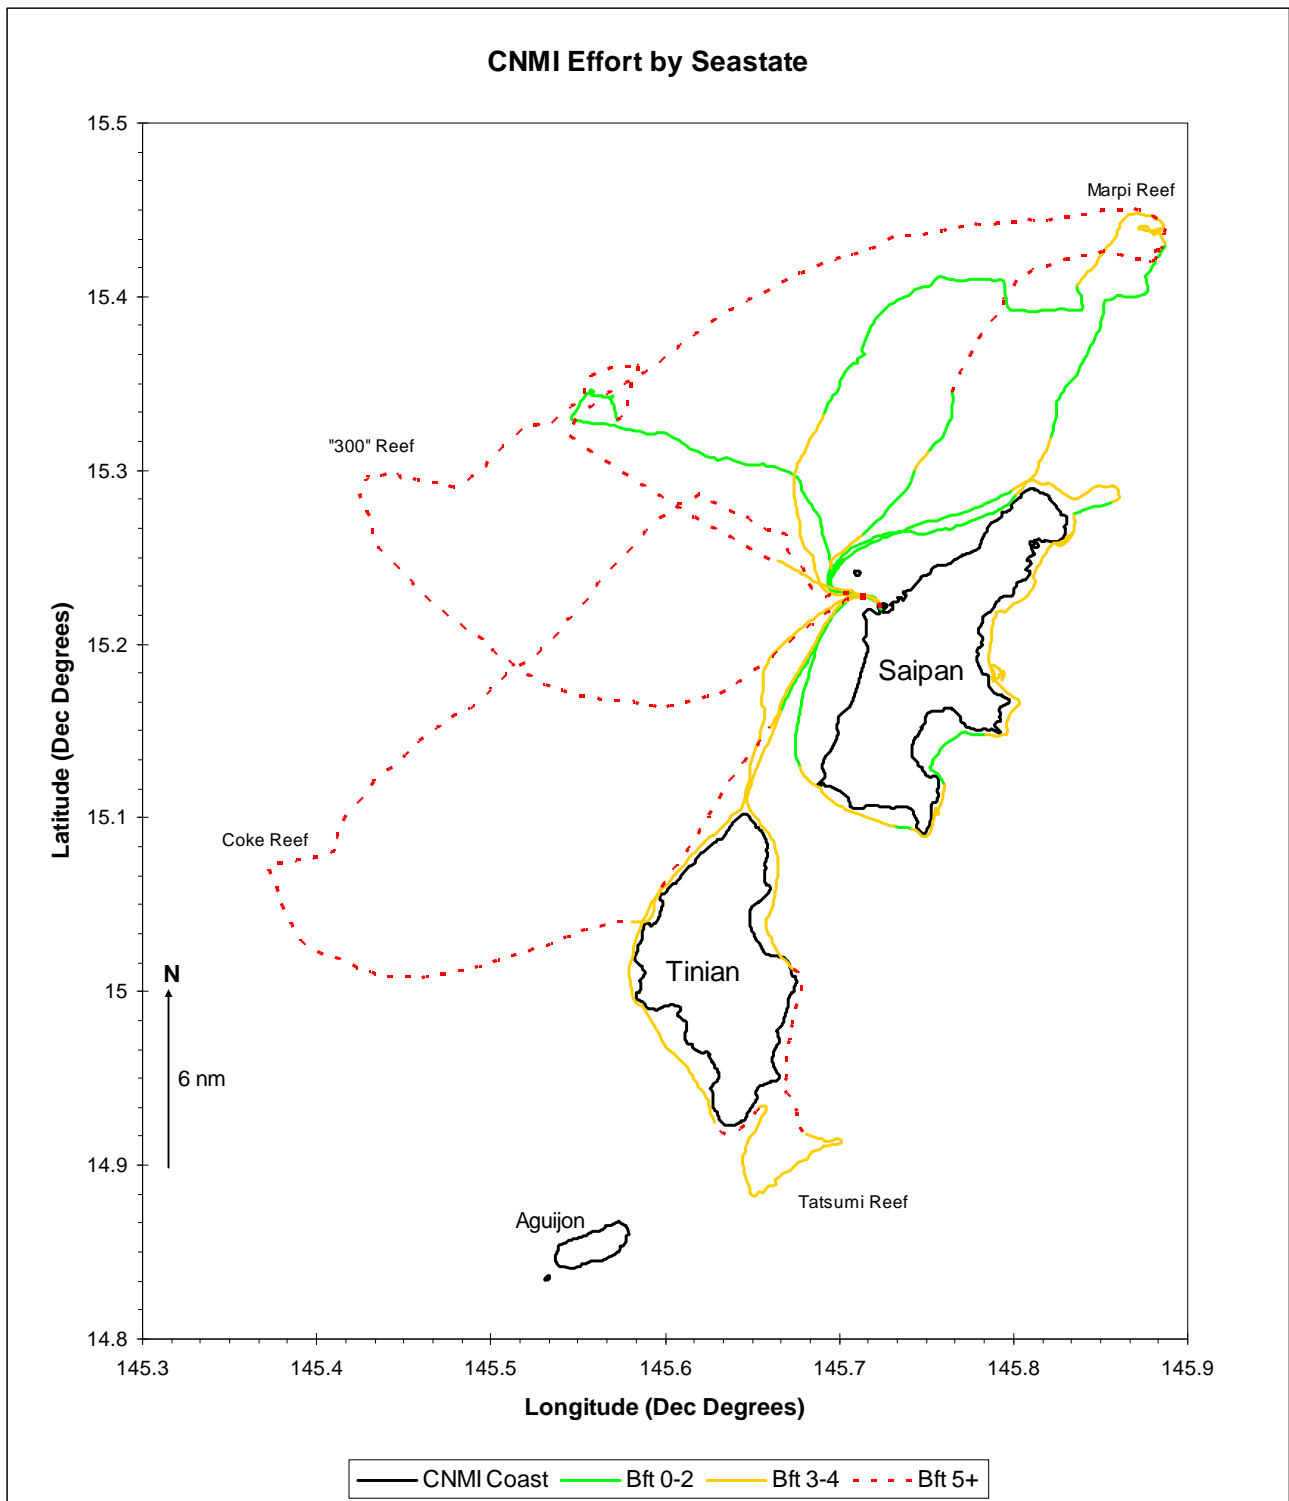 CNMI Effort by Seastate
15.5
Marpi Reef
15.4
"300" Reef
15.3
Latitude (Dec Degrees)
15.2
Saipan
15.1
Coke Reef
N
Tinian
15
6 nm
14.9
Tatsumi Reef
Aguijon
14.8
145.3 145.4 145.5 145.6 145.7 145.8 145.9
Longitude (Dec Degrees)
CNMI Coast Bft 0-2 Bft 3-4 Bft 5+